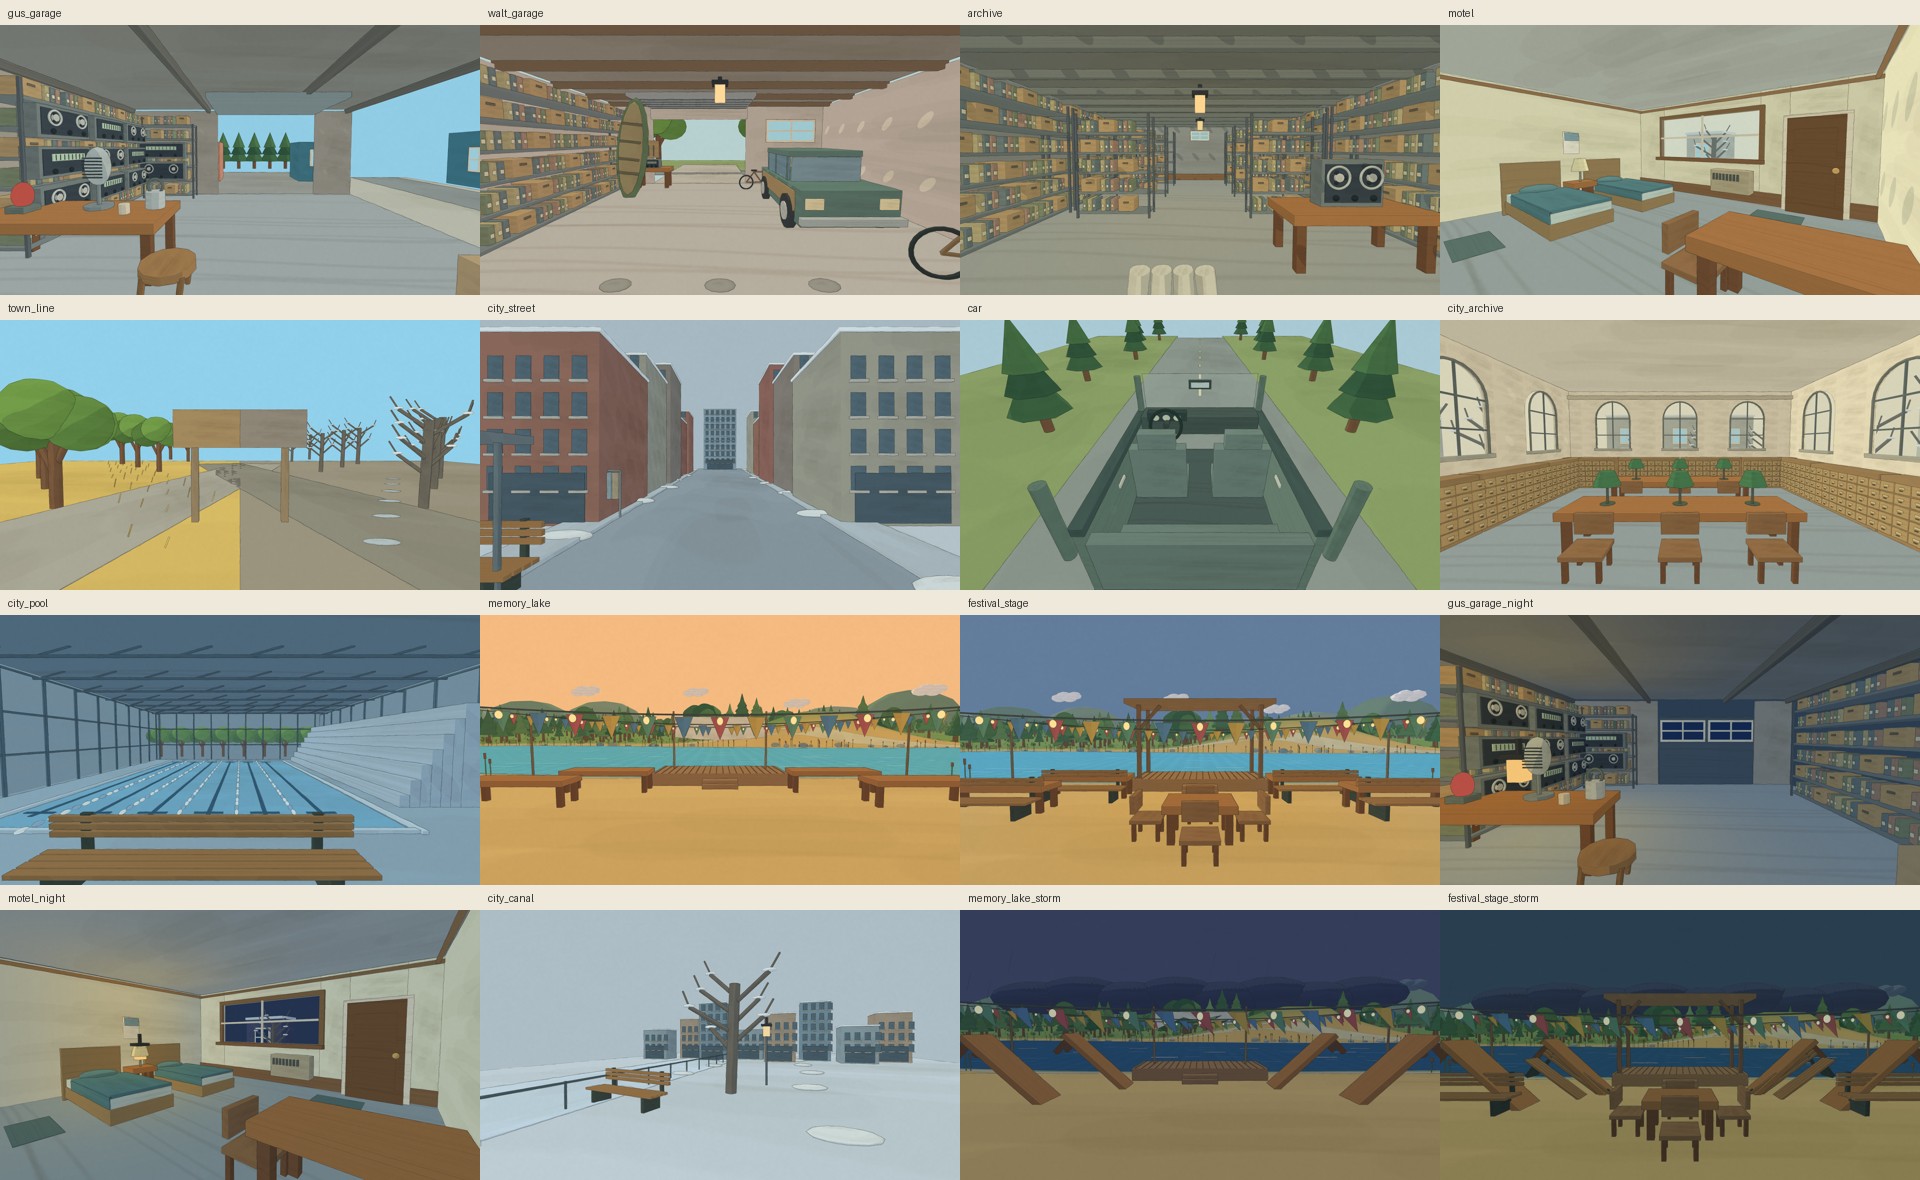 gus_garage
walt_garage
archive
motel
town_line
city_street
car
city_archive
city_pool
memory_lake
festival_stage
gus_garage_night
motel_night
city_canal
memory_lake_storm
festival_stage_storm